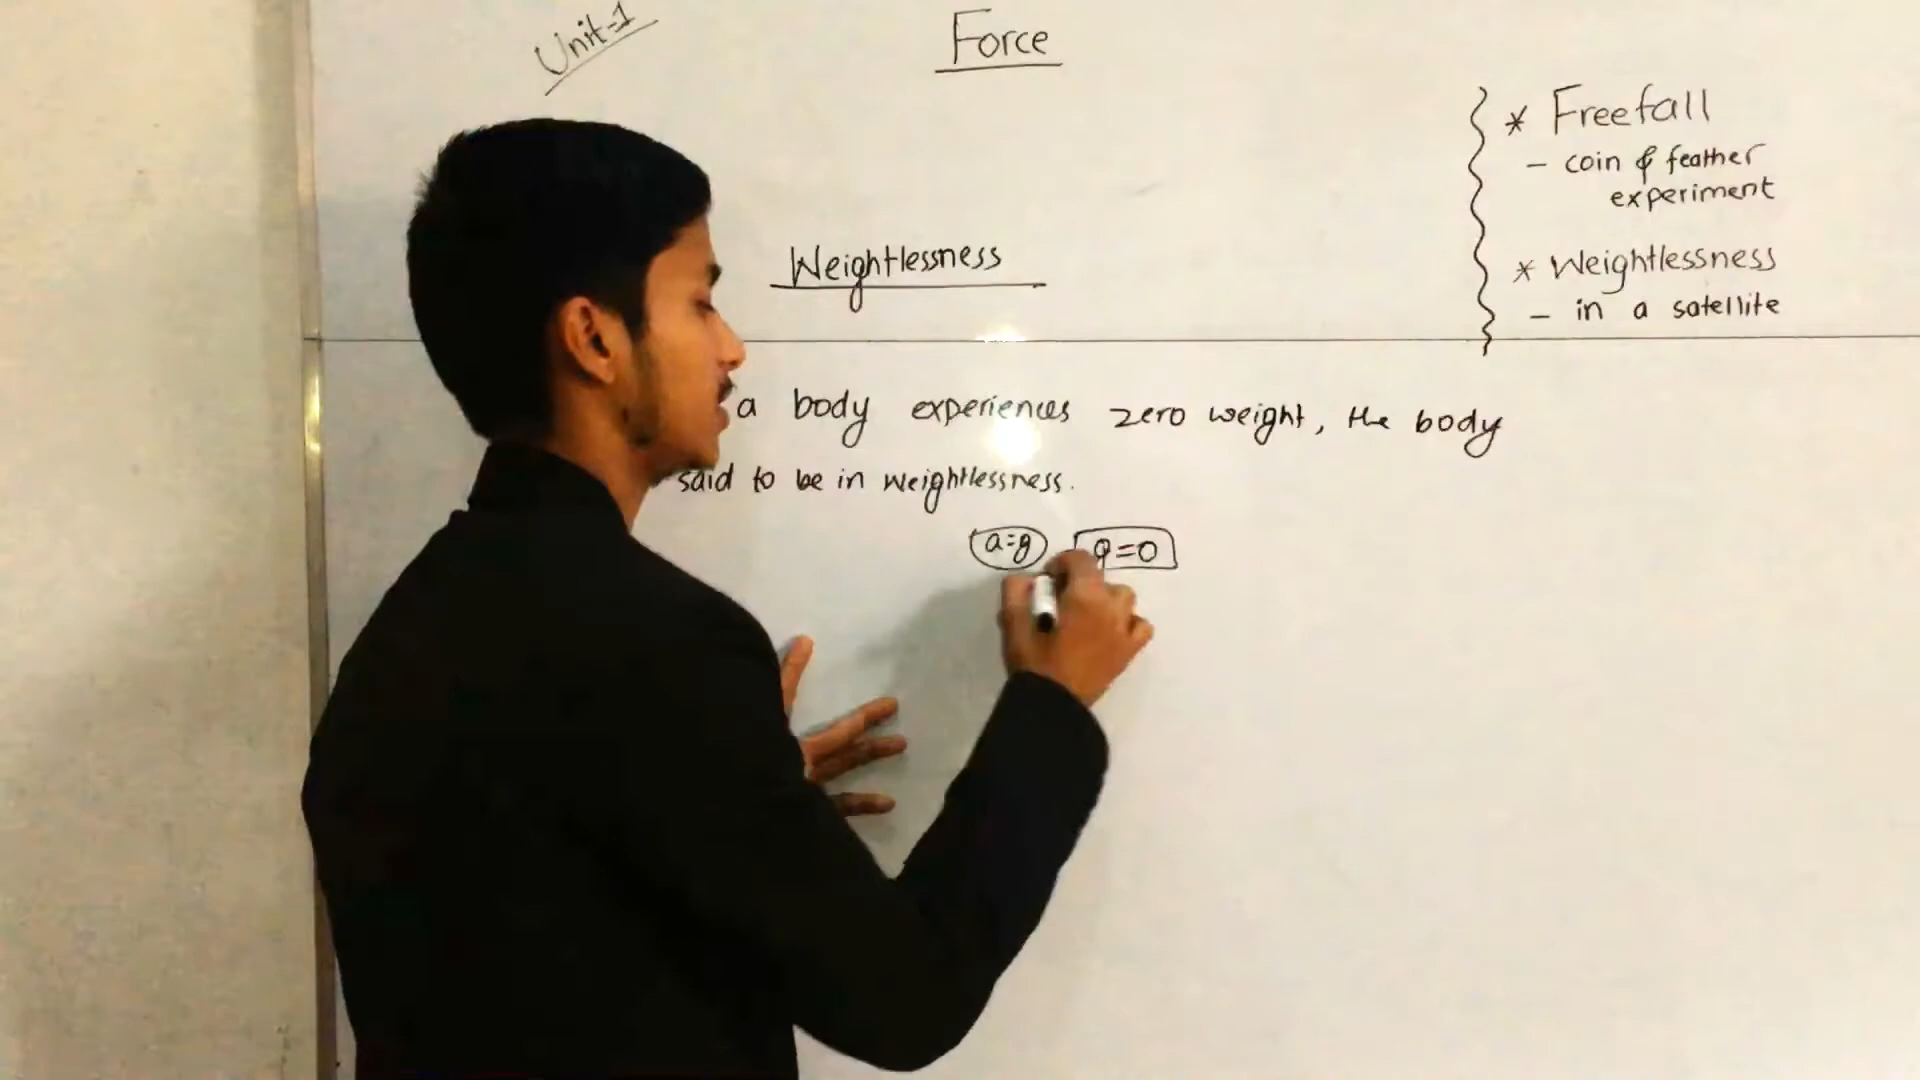 Unit-1
Force
* Freefall
- coin & feather
experiment
Weightlessness
* Weightlessness
- in a satellite
a body experiences zero weight, the body
said to be in weightlessness.
a=g g=0